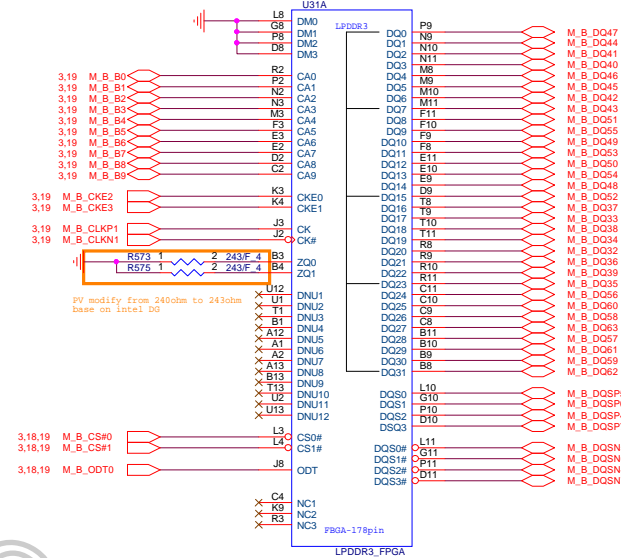 U31A
LPDDR3
L8 DM0
G8 DM1
P8 DM2
D8 DM3
3,19 M_B_B0 R2 CA0
3,19 M_B_B1 P2 CA1
3,19 M_B_B2 N2 CA2
3,19 M_B_B3 N3 CA3
3,19 M_B_B4 M3 CA4
3,19 M_B_B5 F3 CA5
3,19 M_B_B6 E3 CA6
3,19 M_B_B7 E2 CA7
3,19 M_B_B8 D2 CA8
3,19 M_B_B9 C2 CA9
3,19 M_B_CKE2 K3 CKE0
3,19 M_B_CKE3 K4 CKE1
3,19 M_B_CLKP1 J3 CK
3,19 M_B_CLKN1 J2 CK#
R573 1 2 243/F_4 B3 ZQ0
R575 1 2 243/F_4 B4 ZQ1
PV modify from 240ohm to 243ohm
base on intel DG
U12 DNU1
U1 DNU2
T1 DNU3
B1 DNU4
A12 DNU5
A1 DNU6
A2 DNU7
A13 DNU8
B13 DNU9
T13 DNU10
U2 DNU11
U13 DNU12
3,18,19 M_B_CS#0 L3 CS0#
3,18,19 M_B_CS#1 L4 CS1#
3,18,19 M_B_ODT0 J8 ODT
C4 NC1
K9 NC2
R3 NC3
DQ0 P9 M_B_DQ47
DQ1 N9 M_B_DQ44
DQ2 N10 M_B_DQ41
DQ3 N11 M_B_DQ40
DQ4 M8 M_B_DQ46
DQ5 M9 M_B_DQ45
DQ6 M10 M_B_DQ42
DQ7 M11 M_B_DQ43
DQ8 F11 M_B_DQ51
DQ9 F10 M_B_DQ55
DQ10 F9 M_B_DQ49
DQ11 F8 M_B_DQ53
DQ12 E11 M_B_DQ50
DQ13 E10 M_B_DQ54
DQ14 E9 M_B_DQ48
DQ15 D9 M_B_DQ52
DQ16 T8 M_B_DQ37
DQ17 T9 M_B_DQ33
DQ18 T10 M_B_DQ38
DQ19 T11 M_B_DQ34
DQ20 R8 M_B_DQ32
DQ21 R9 M_B_DQ36
DQ22 R10 M_B_DQ39
DQ23 R11 M_B_DQ35
DQ24 C11 M_B_DQ56
DQ25 C10 M_B_DQ60
DQ26 C9 M_B_DQ58
DQ27 C8 M_B_DQ63
DQ28 B11 M_B_DQ57
DQ29 B10 M_B_DQ61
DQ30 B9 M_B_DQ59
DQ31 B8 M_B_DQ62
DQS0 L10 M_B_DQSP
DQS1 G10 M_B_DQSP
DQS2 P10 M_B_DQSP
DSQ3 D10 M_B_DQSP
DQS0# L11 M_B_DQSN
DQS1# G11 M_B_DQSN
DQS2# P11 M_B_DQSN
DQS3# D11 M_B_DQSN
FBGA-178pin
LPDDR3_FPGA